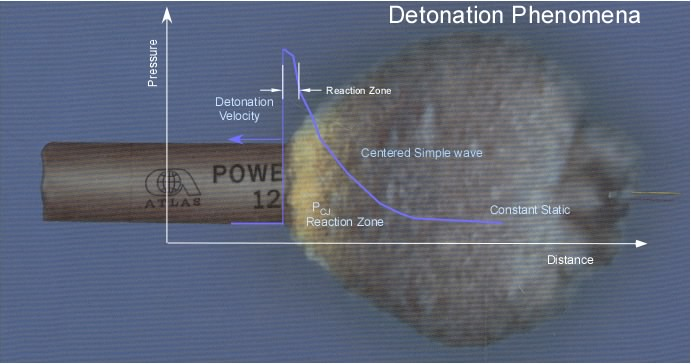 Detonation Phenomena
Pressure
Reaction Zone
Detonation
Velocity
Centered Simple wave
POWE
12
ATLAS
PCJ
Reaction Zone
Constant Static
Distance